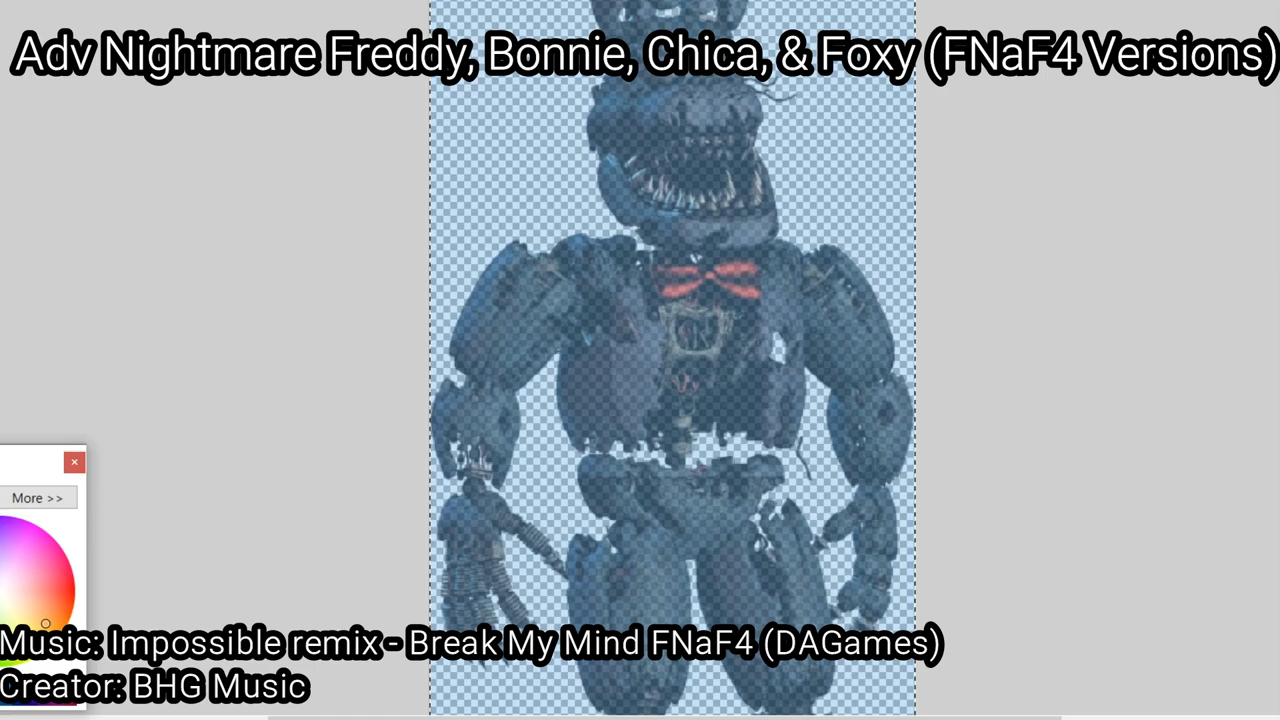 Adv Nightmare Freddy, Bonnie, Chica, & Foxy (FNaF4 Versions)
More >>
Music: Impossible remix - Break My Mind FNaF4 (DAGames)
Creator: BHG Music